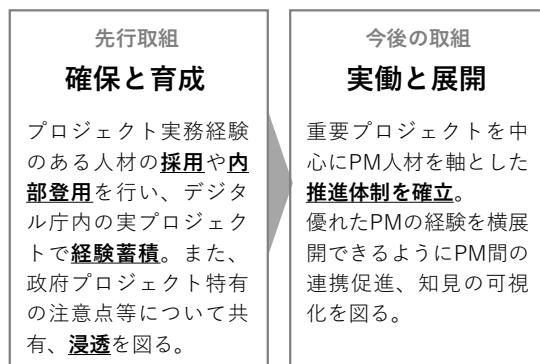 先行取組
確保と育成
プロジェクト実務経験
のある人材の採用や内
部登用を行い、デジタ
ル庁内の実プロジェク
トで経験蓄積。また、
政府プロジェクト特有
の注意点等について共
有、浸透を図る。
今後の取組
実働と展開
重要プロジェクトを中
心にPM人材を軸とした
推進体制を確立。
優れたPMの経験を横展
開できるようにPM間の
連携促進、知見の可視
化を図る。